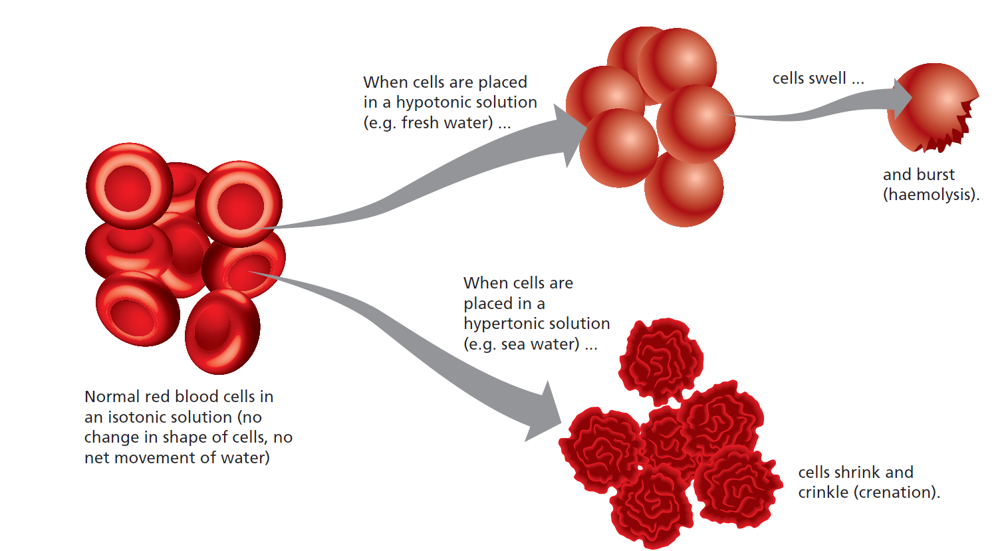 When cells are placed
in a hypotonic solution
(e.g. fresh water) ...
cells swell ...
and burst
(haemolysis).
Normal red blood cells in
an isotonic solution (no
change in shape of cells, no
net movement of water)
When cells are
placed in a
hypertonic solution
(e.g. sea water) ...
cells shrink and
crinkle (crenation).